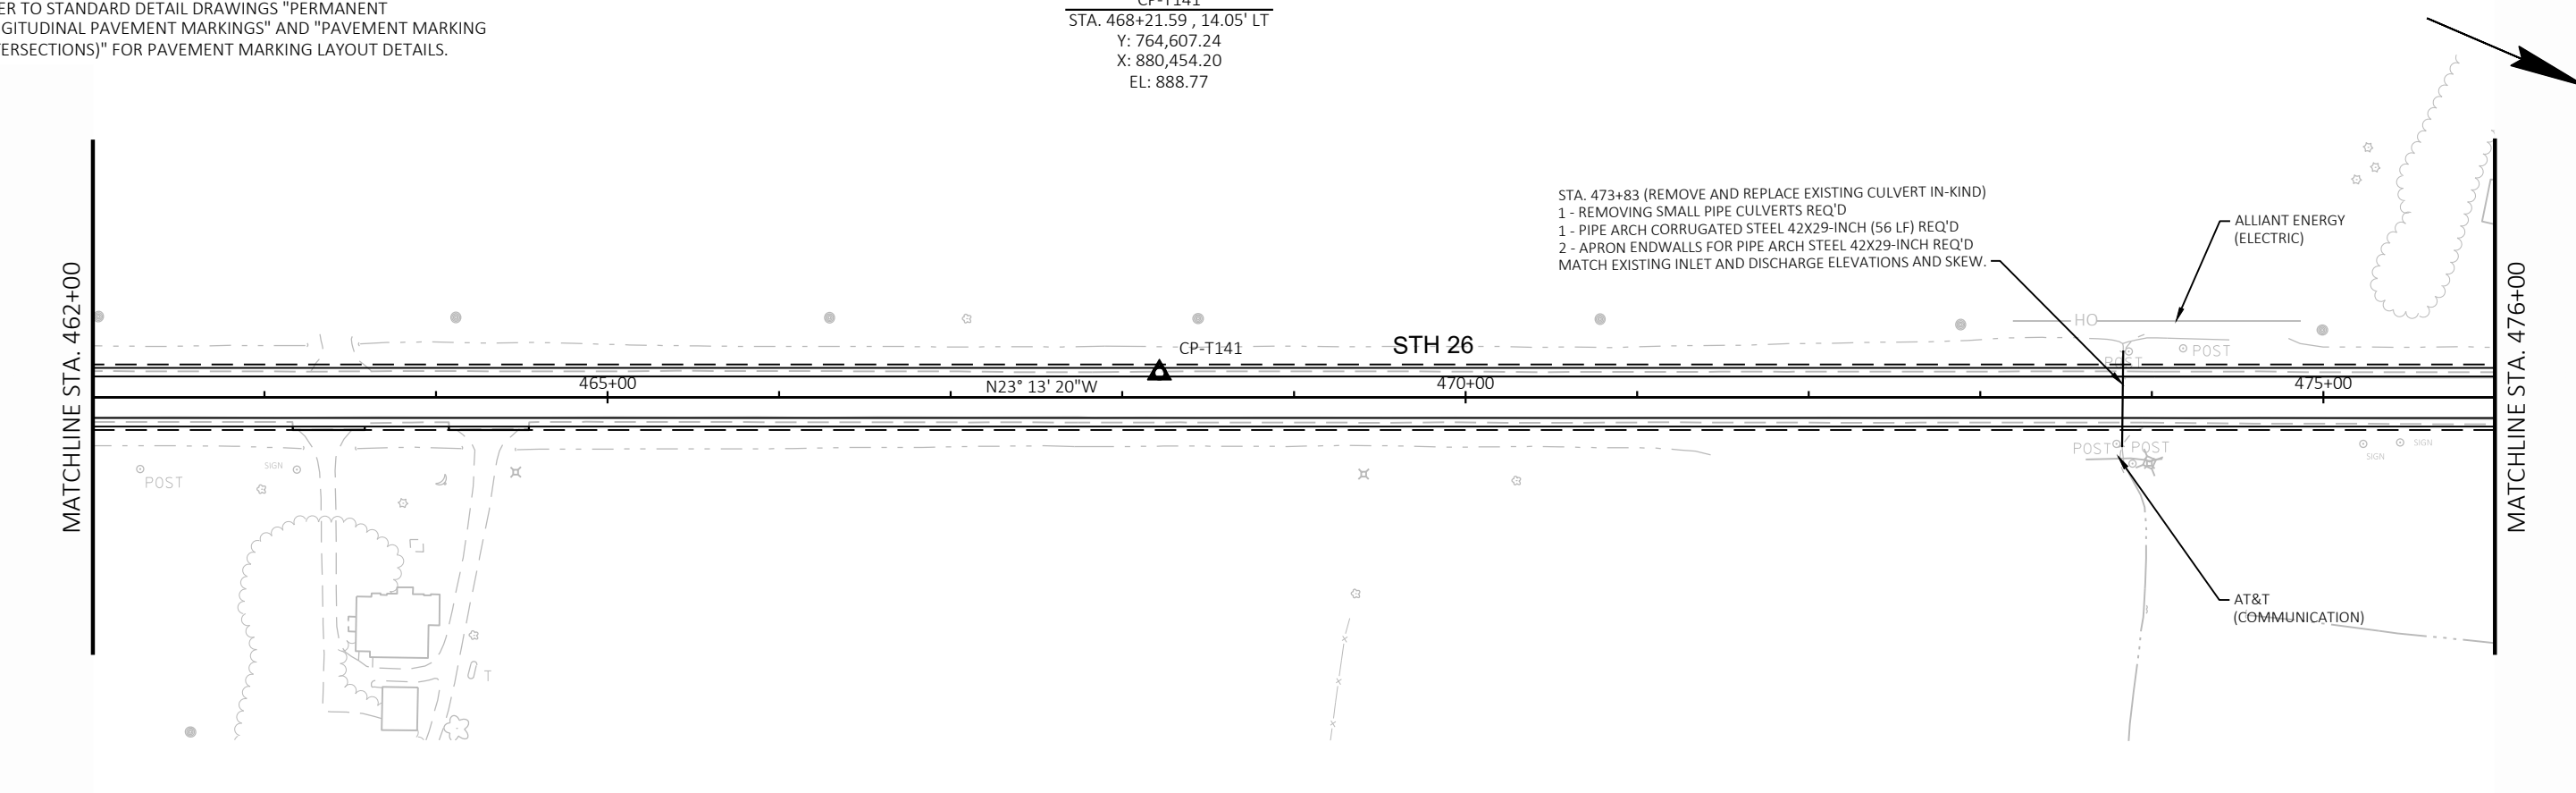 ER TO STANDARD DETAIL DRAWINGS "PERMANENT
GITUDINAL PAVEMENT MARKINGS" AND "PAVEMENT MARKING
ERSECTIONS)" FOR PAVEMENT MARKING LAYOUT DETAILS.
CP-T141
STA. 468+21.59 , 14.05' LT
Y: 764,607.24
X: 880,454.20
EL: 888.77
STA. 473+83 (REMOVE AND REPLACE EXISTING CULVERT IN-KIND)
1 - REMOVING SMALL PIPE CULVERTS REQ'D
1 - PIPE ARCH CORRUGATED STEEL 42X29-INCH (56 LF) REQ'D
2 - APRON ENDWALLS FOR PIPE ARCH STEEL 42X29-INCH REQ'D
MATCH EXISTING INLET AND DISCHARGE ELEVATIONS AND SKEW.
ALLIANT ENERGY
(ELECTRIC)
MATCHLINE STA. 462+00
MATCHLINE STA. 476+00
HO
STH 26
CP-T141
POST
POST
465+00
N23° 13' 20"W
470+00
475+00
POST
POST
SIGN
SIGN
SIGN
POST
AT&T
(COMMUNICATION)
T